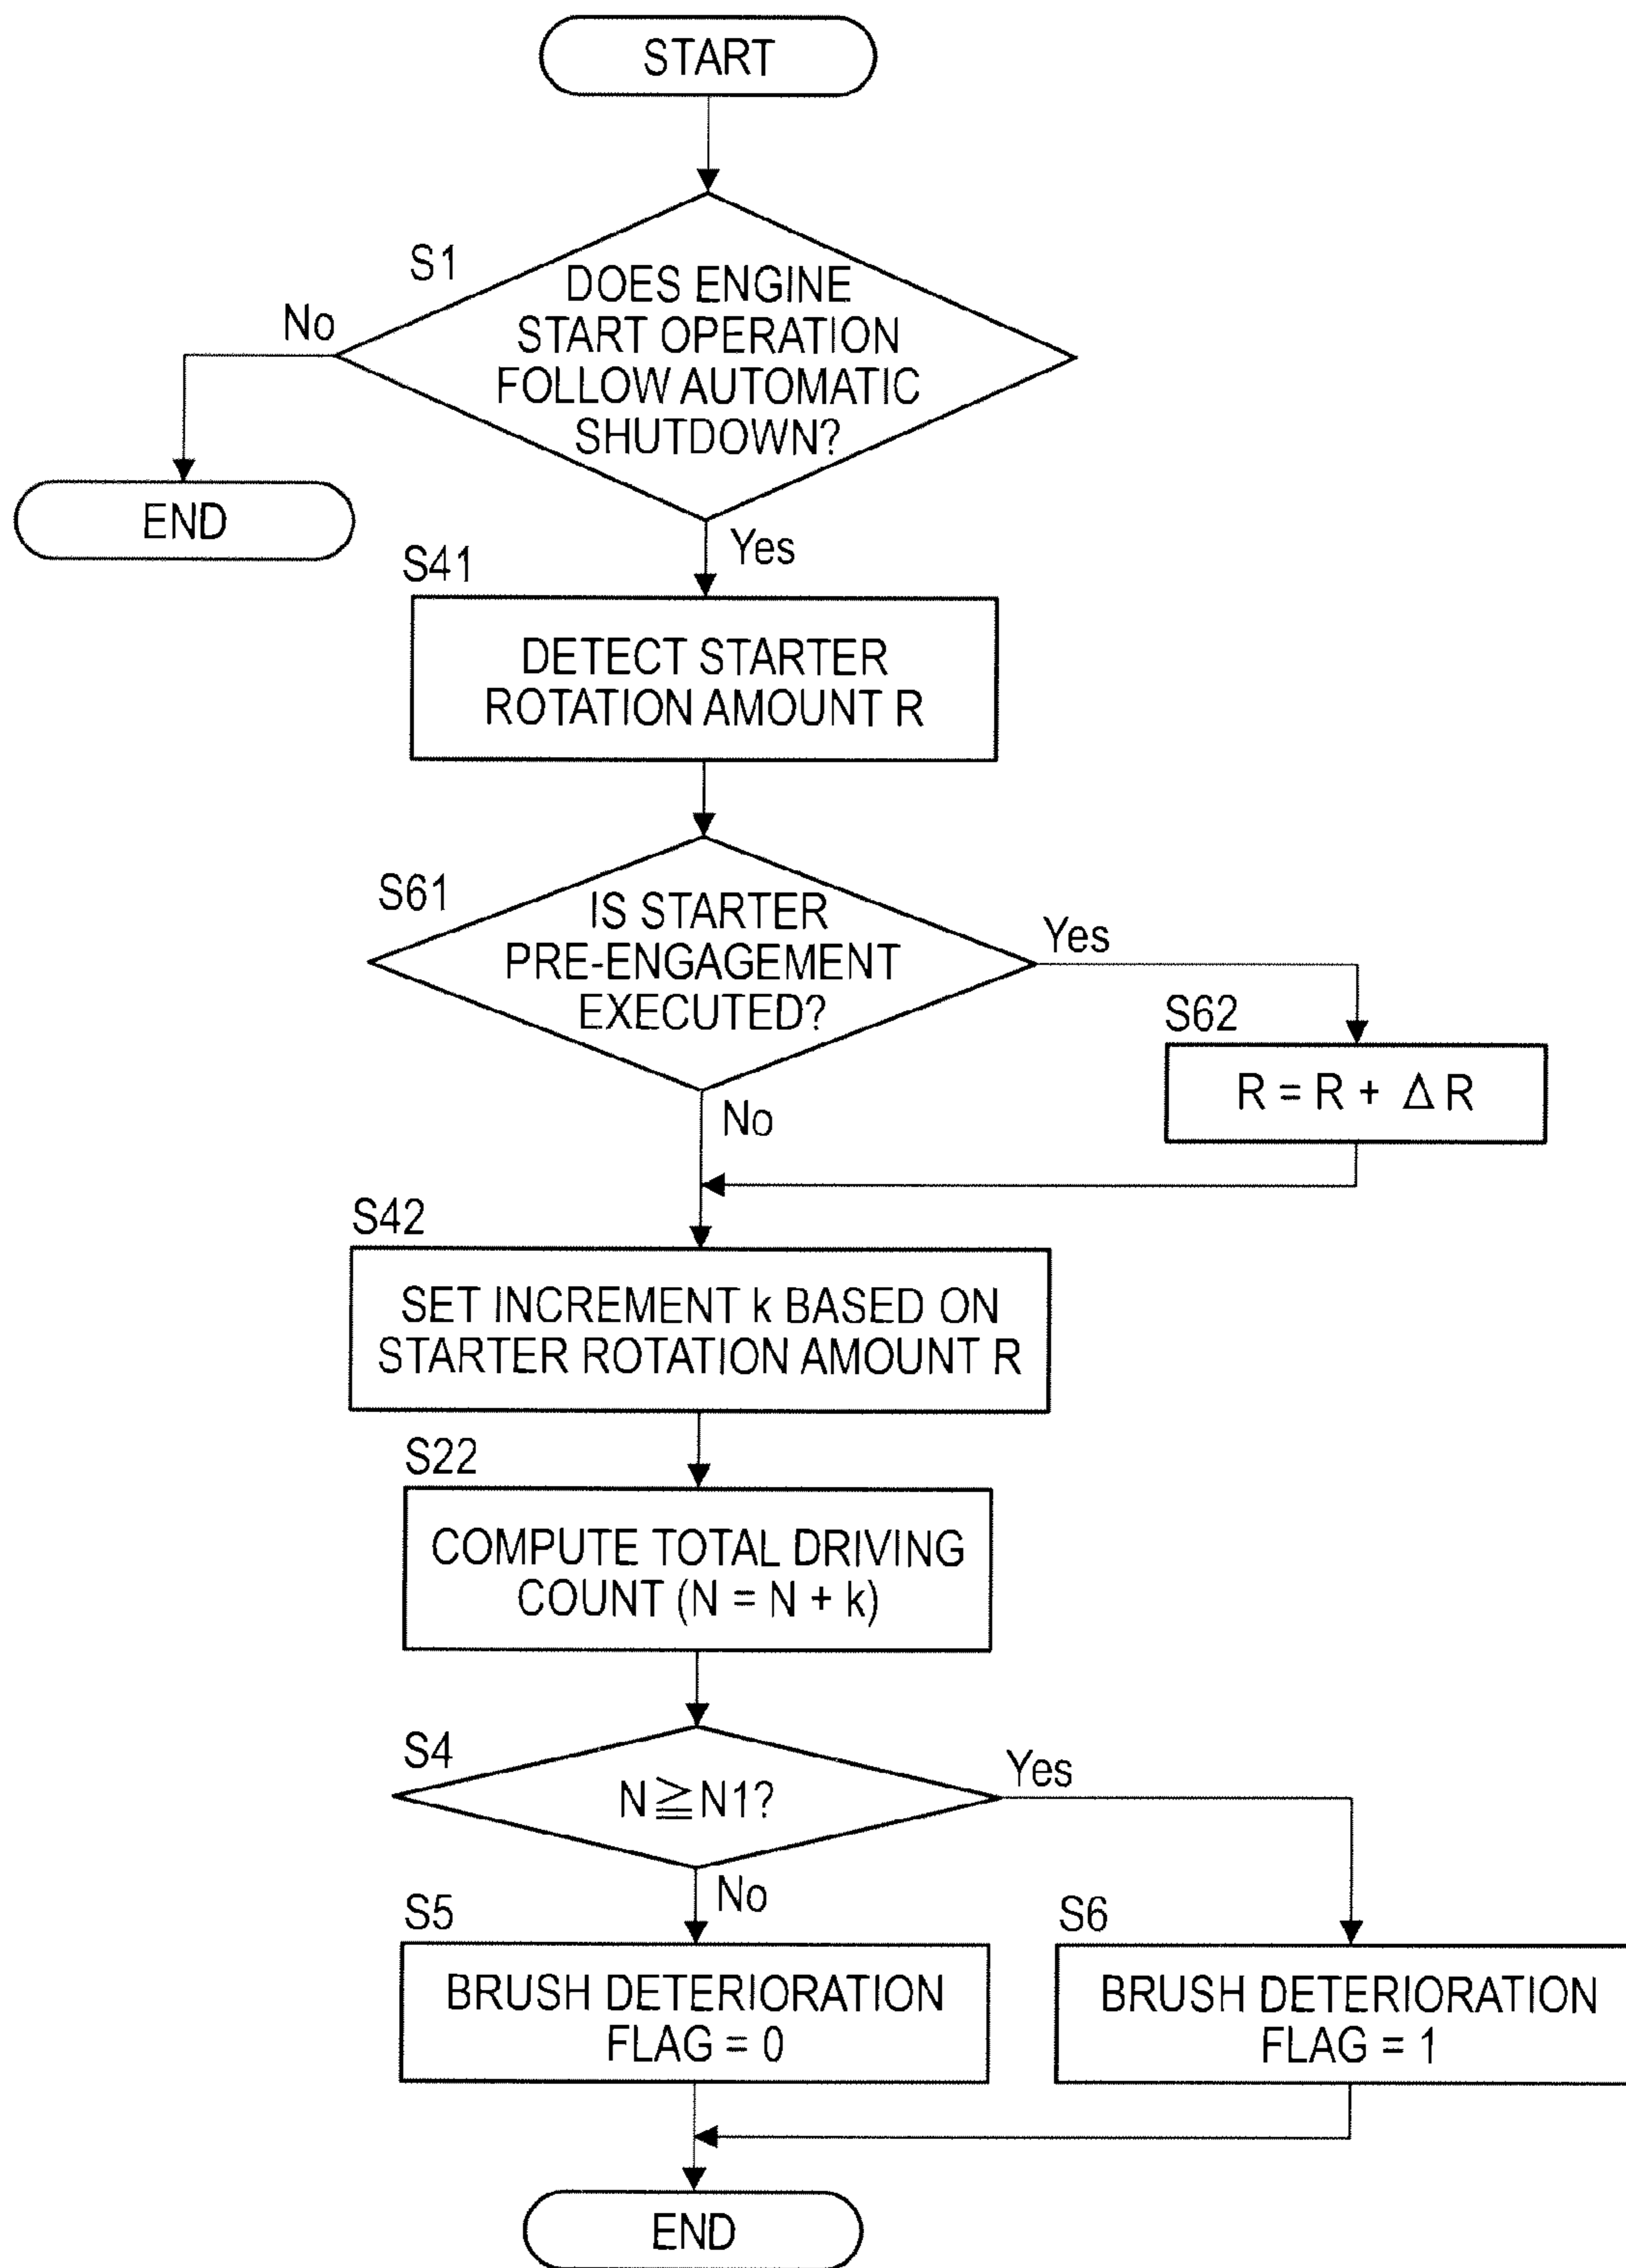 START
S1
DOES ENGINE
START OPERATION
FOLLOW AUTOMATIC
SHUTDOWN?
No
END
Yes
S41
DETECT STARTER
ROTATION AMOUNT R
S61
IS STARTER
PRE-ENGAGEMENT
EXECUTED?
Yes
S62
R = R + Δ R
No
S42
SET INCREMENT k BASED ON
STARTER ROTATION AMOUNT R
S22
COMPUTE TOTAL DRIVING
COUNT (N = N + k)
S4
N ≧ N1?
Yes
No
S5
BRUSH DETERIORATION
FLAG = 0
S6
BRUSH DETERIORATION
FLAG = 1
END